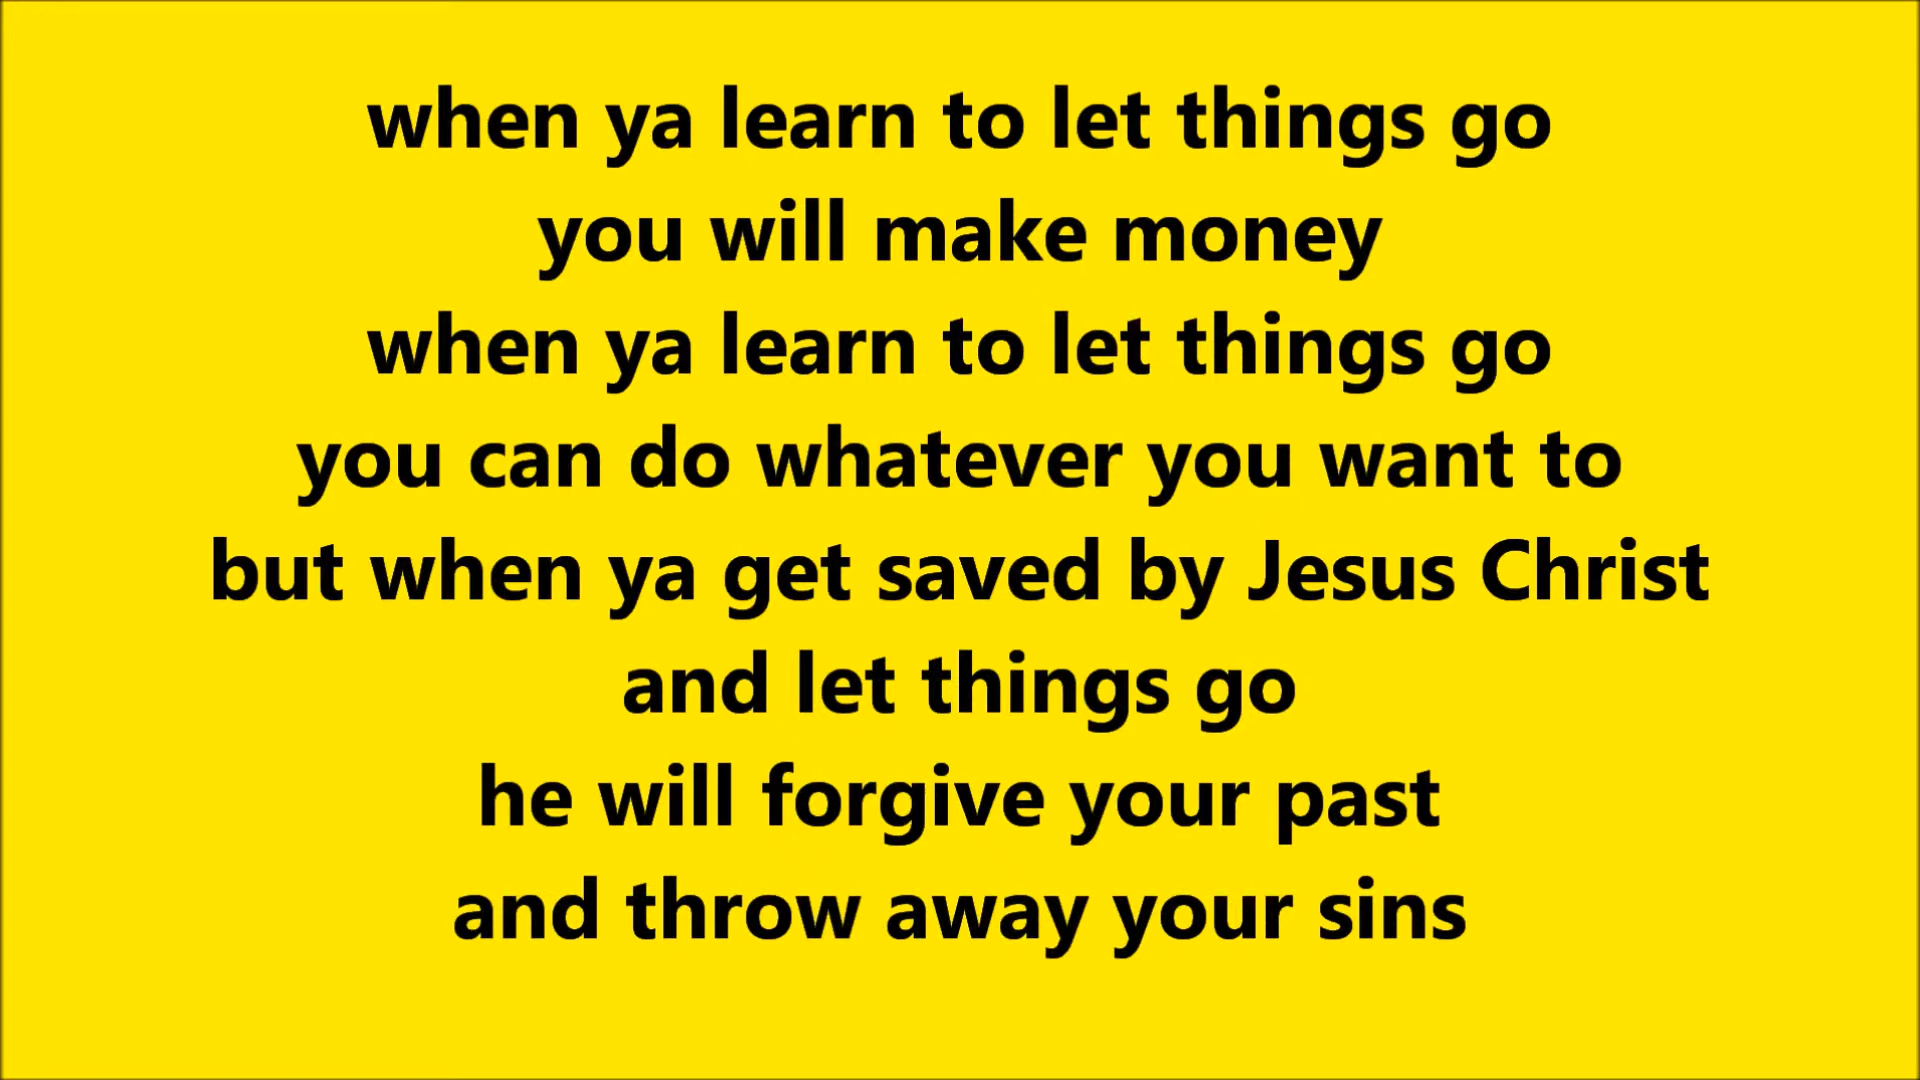 when ya learn to let things go
you will make money
when ya learn to let things go
you can do whatever you want to
but when ya get saved by Jesus Christ
and let things go
he will forgive your past
and throw away your sins